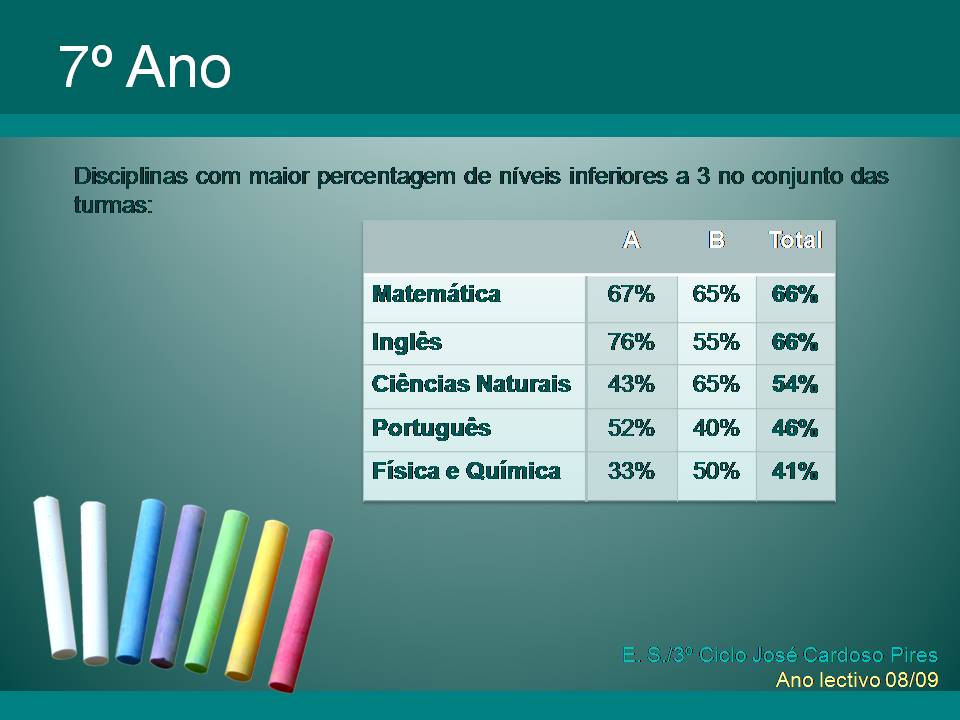 7º Ano
Disciplinas com maior percentagem de níveis inferiores a 3 no conjunto das
turmas:
A B Total
Matemática 67% 65% 66%
Inglês 76% 55% 66%
Ciências Naturais 43% 65% 54%
Português 52% 40% 46%
Física e Química 33% 50% 41%
E. S./3º Ciclo José Cardoso Pires
Ano lectivo 08/09